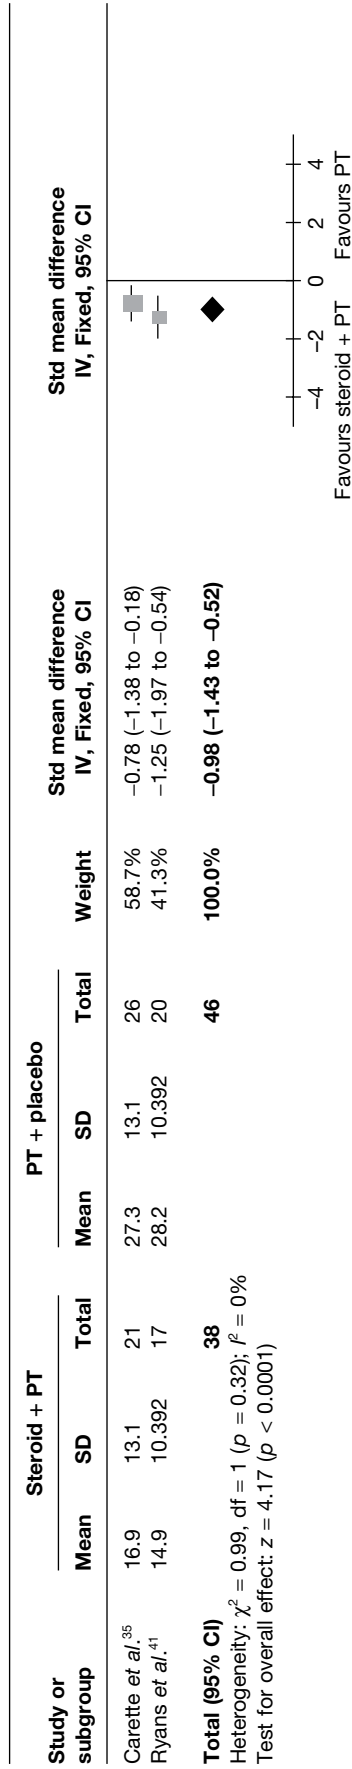 Steroid + PT PT + placebo
Study or Std mean difference Std mean difference
subgroup Mean SD Total Mean SD Total Weight IV, Fixed, 95% CI IV, Fixed, 95% CI
Carette et al.35 16.9 13.1 21 27.3 13.1 26 58.7% −0.78 (−1.38 to −0.18)
Ryans et al.41 14.9 10.392 17 28.2 10.392 20 41.3% −1.25 (−1.97 to −0.54)
Total (95% CI) 38 46 100.0% −0.98 (−1.43 to −0.52)
Heterogeneity: χ2 = 0.99, df = 1 (p = 0.32); I2 = 0%
Test for overall effect: z = 4.17 (p < 0.0001)
−4 −2 0 2 4
Favours steroid + PT Favours PT